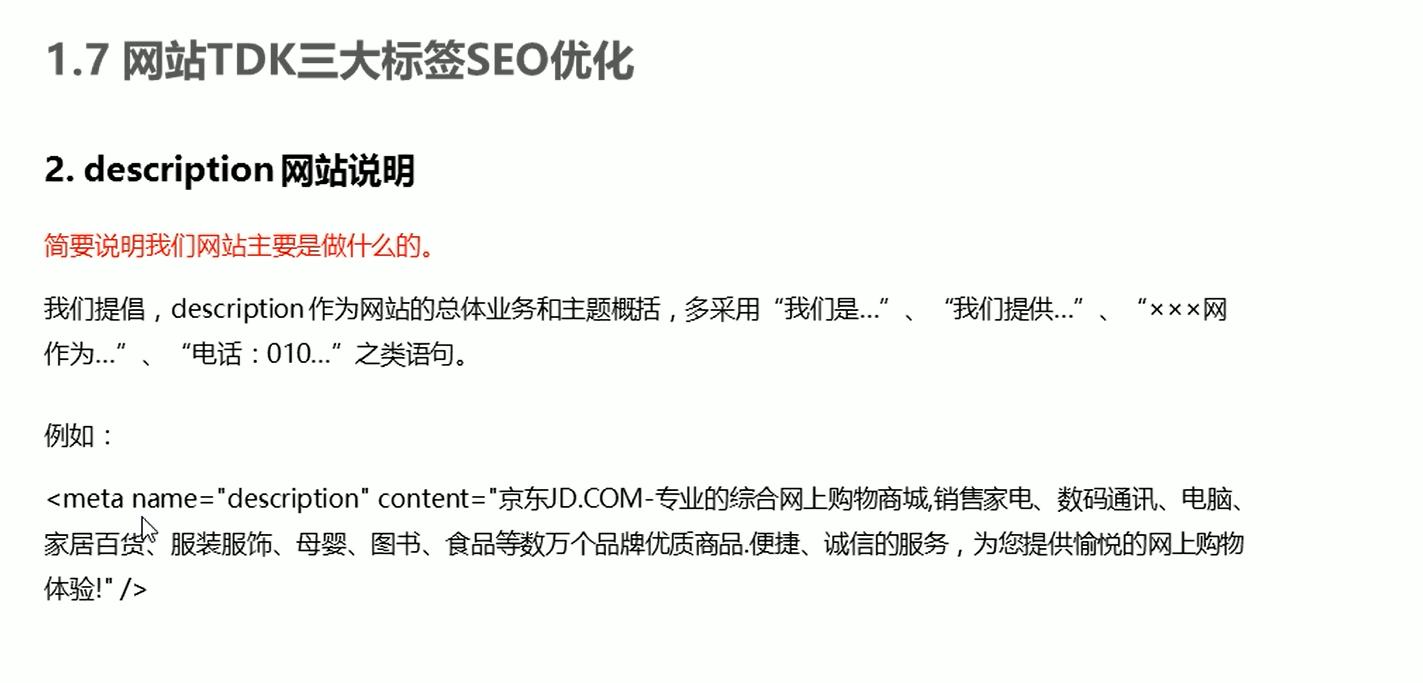 1.7 网站TDK三大标签SEO优化
2. description 网站说明
简要说明我们网站主要是做什么的。
我们提倡，description 作为网站的总体业务和主题概括，多采用“我们是…”、“我们提供…”、“×××网
作为…”、“电话：010…”之类语句。
例如：
<meta name="description" content="京东JD.COM-专业的综合网上购物商城,销售家电、数码通讯、电脑、
家居百货、服装服饰、母婴、图书、食品等数万个品牌优质商品.便捷、诚信的服务，为您提供愉悦的网上购物
体验!" />